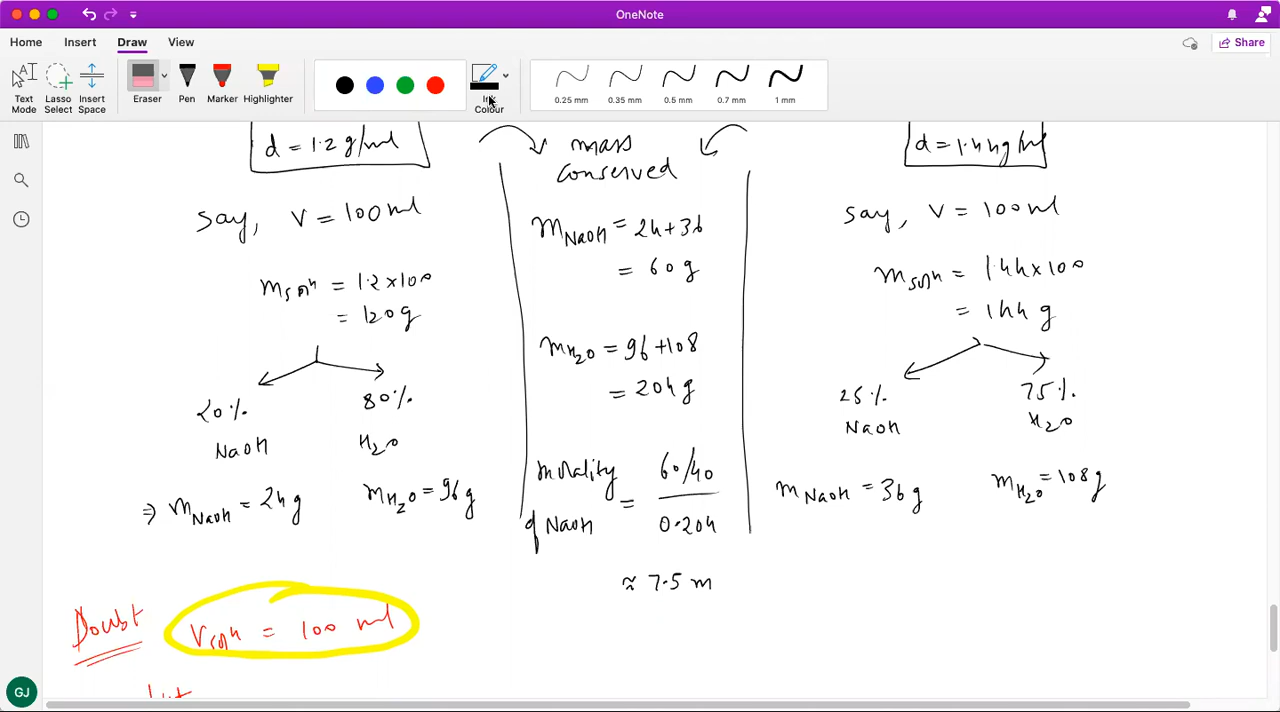 OneNote
Home Insert Draw View
Share
Text Mode
Lasso Select
Insert Space
Eraser
Pen
Marker
Highlighter
Ink Colour
0.25 mm 0.35 mm 0.5 mm 0.7 mm 1 mm
d = 1.2 g/ml
say, V = 100 ml
m_soln = 1.2 × 100
= 120 g
20% 80%
NaOH H2O
⇒ m_NaOH = 24 g m_H2O = 96 g
mass
conserved
m_NaOH = 24 + 36
= 60 g
m_H2O = 96 + 108
= 204 g
molality of NaOH = (60/40) / 0.204
≈ 7.5 m
d = 1.44 g/ml
say, V = 100 ml
m_soln = 1.44 × 100
= 144 g
25% 75%
NaOH H2O
m_NaOH = 36 g m_H2O = 108 g
Doubt V_soln = 100 ml
GJ